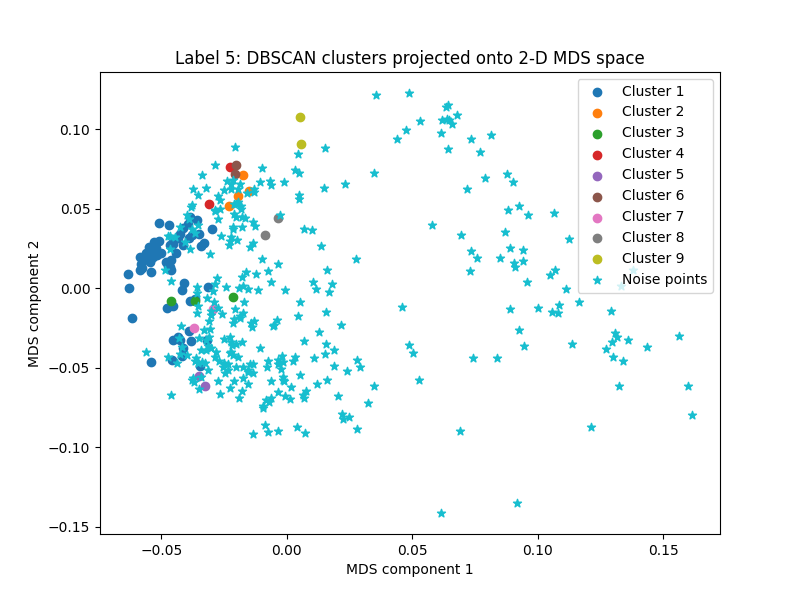 Label 5: DBSCAN clusters projected onto 2-D MDS space
Cluster 1
Cluster 2
Cluster 3
Cluster 4
Cluster 5
Cluster 6
Cluster 7
Cluster 8
Cluster 9
Noise points
MDS component 2
0.10
0.05
0.00
−0.05
−0.10
−0.15
−0.05
0.00
0.05
0.10
0.15
MDS component 1